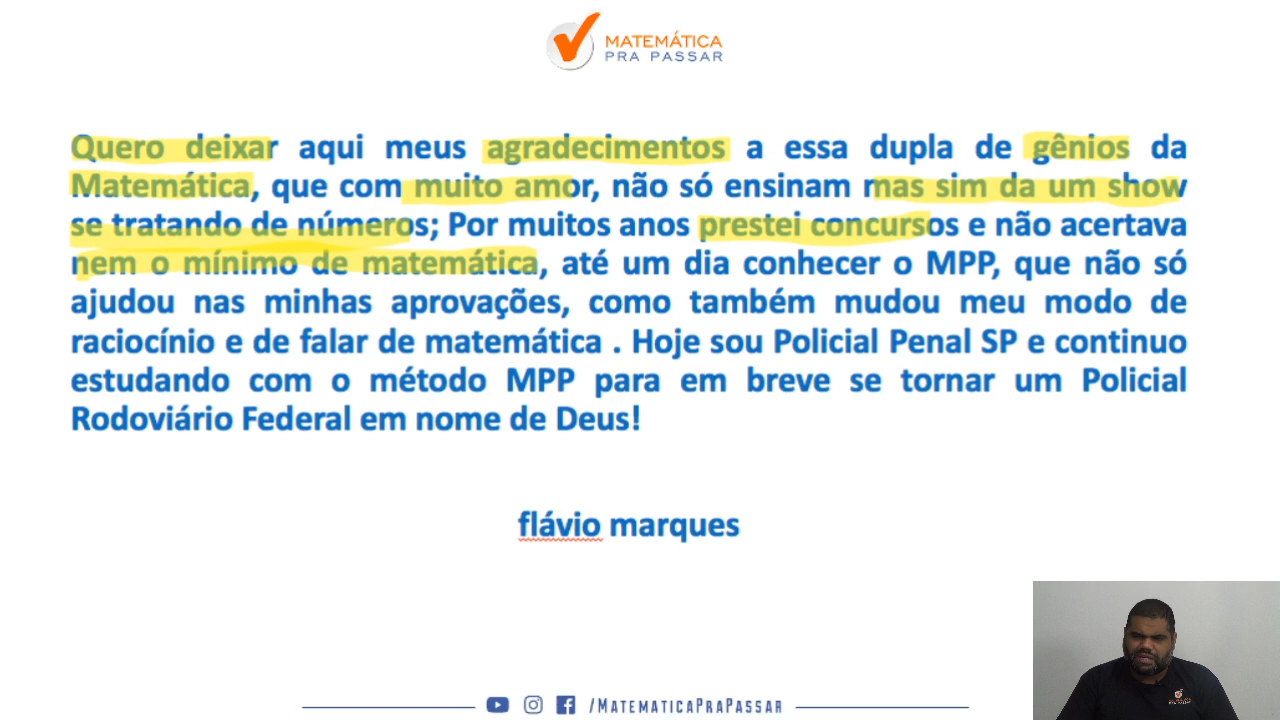 MATEMÁTICA
PRA PASSAR
Quero deixar aqui meus agradecimentos a essa dupla de gênios da
Matemática, que com muito amor, não só ensinam mas sim da um show
se tratando de números; Por muitos anos prestei concursos e não acertava
nem o mínimo de matemática, até um dia conhecer o MPP, que não só
ajudou nas minhas aprovações, como também mudou meu modo de
raciocínio e de falar de matemática . Hoje sou Policial Penal SP e continuo
estudando com o método MPP para em breve se tornar um Policial
Rodoviário Federal em nome de Deus!
flávio marques
/MATEMATICAPRAPASSAR